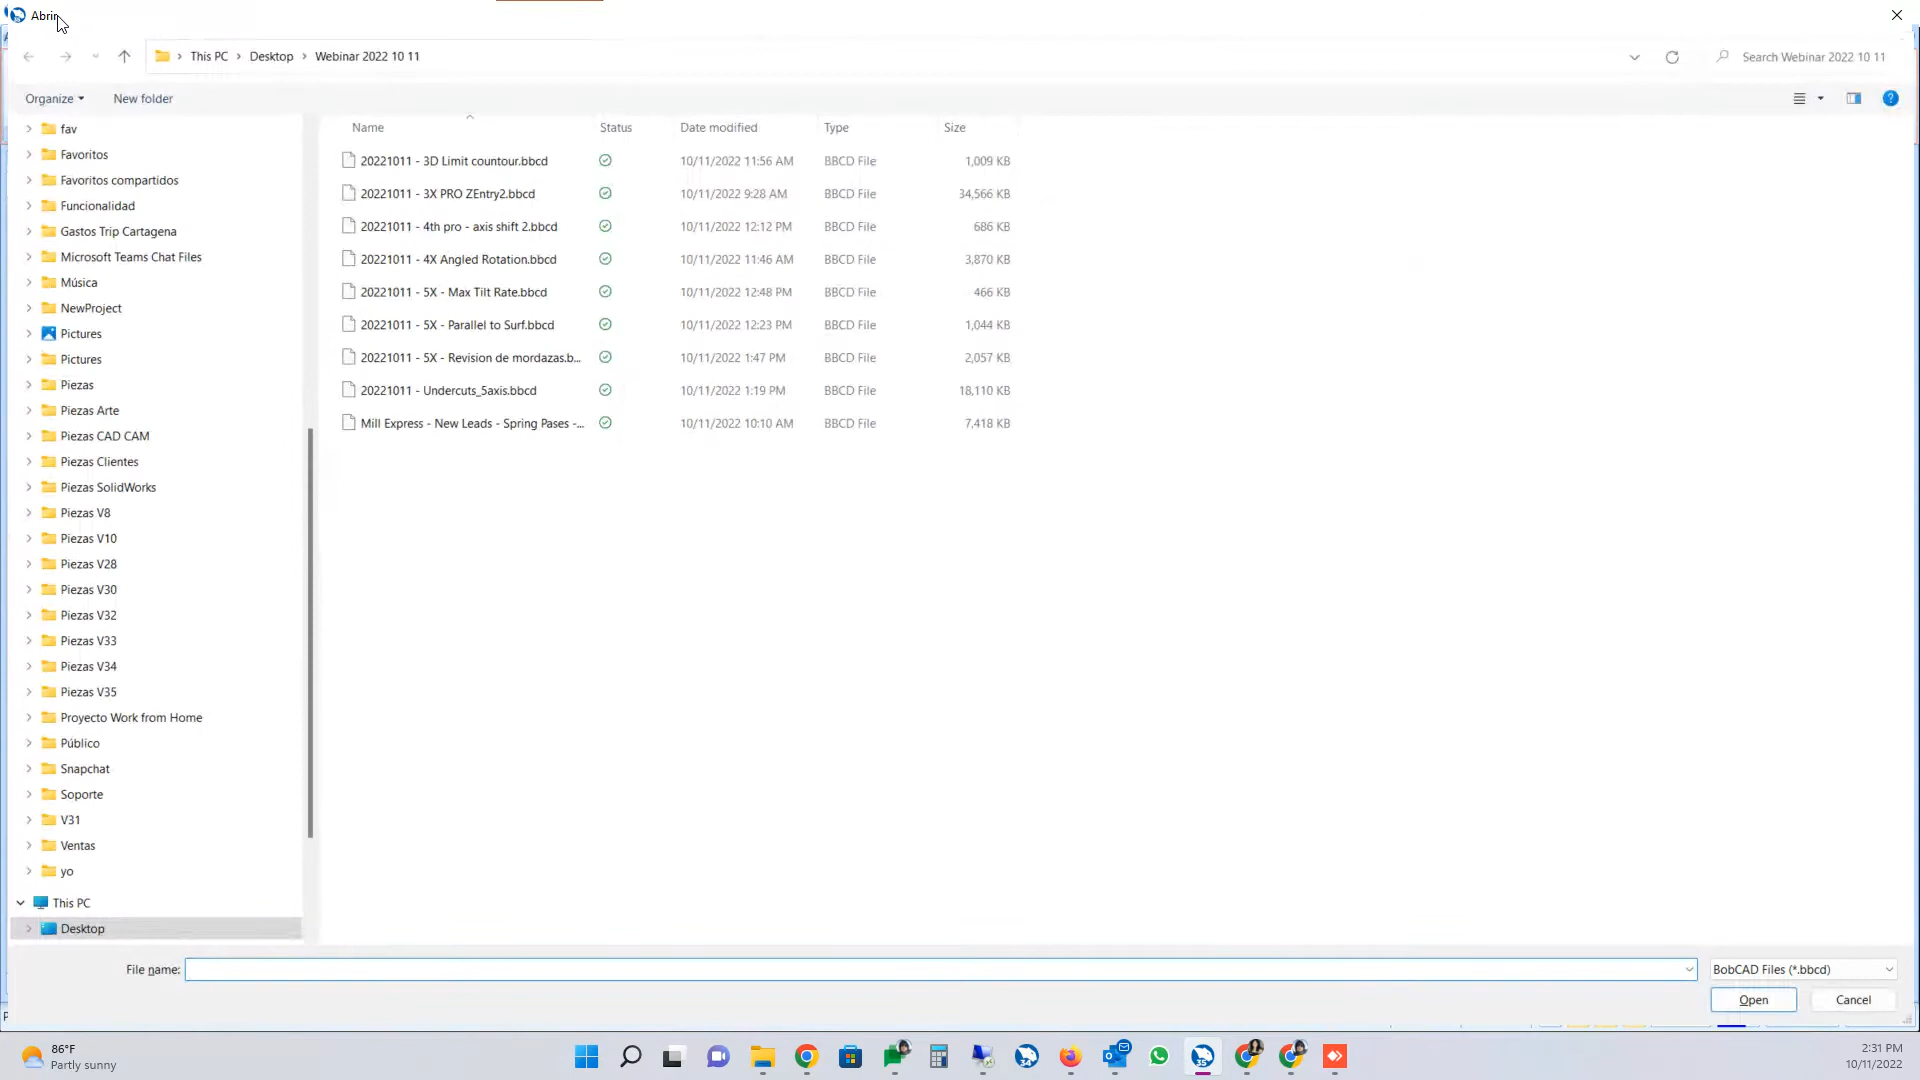 Abrir
This PC > Desktop > Webinar 2022 10 11
Search Webinar 2022 10 11
Organize
New folder
Name Status Date modified Type Size
20221011 - 3D Limit countour.bbcd 10/11/2022 11:56 AM BBCD File 1,009 KB
20221011 - 3X PRO ZEntry2.bbcd 10/11/2022 9:28 AM BBCD File 34,566 KB
20221011 - 4th pro - axis shift 2.bbcd 10/11/2022 12:12 PM BBCD File 686 KB
20221011 - 4X Angled Rotation.bbcd 10/11/2022 11:46 AM BBCD File 3,870 KB
20221011 - 5X - Max Tilt Rate.bbcd 10/11/2022 12:48 PM BBCD File 466 KB
20221011 - 5X - Parallel to Surf.bbcd 10/11/2022 12:23 PM BBCD File 1,044 KB
20221011 - 5X - Revision de mordazas.b... 10/11/2022 1:47 PM BBCD File 2,057 KB
20221011 - Undercuts_5axis.bbcd 10/11/2022 1:19 PM BBCD File 18,110 KB
Mill Express - New Leads - Spring Pases -... 10/11/2022 10:10 AM BBCD File 7,418 KB
fav
Favoritos
Favoritos compartidos
Funcionalidad
Gastos Trip Cartagena
Microsoft Teams Chat Files
Música
NewProject
Pictures
Pictures
Piezas
Piezas Arte
Piezas CAD CAM
Piezas Clientes
Piezas SolidWorks
Piezas V8
Piezas V10
Piezas V28
Piezas V30
Piezas V32
Piezas V33
Piezas V34
Piezas V35
Proyecto Work from Home
Público
Snapchat
Soporte
V31
Ventas
yo
This PC
Desktop
File name:
BobCAD Files (*.bbcd)
Open
Cancel
86°F
Partly sunny
2:31 PM
10/11/2022